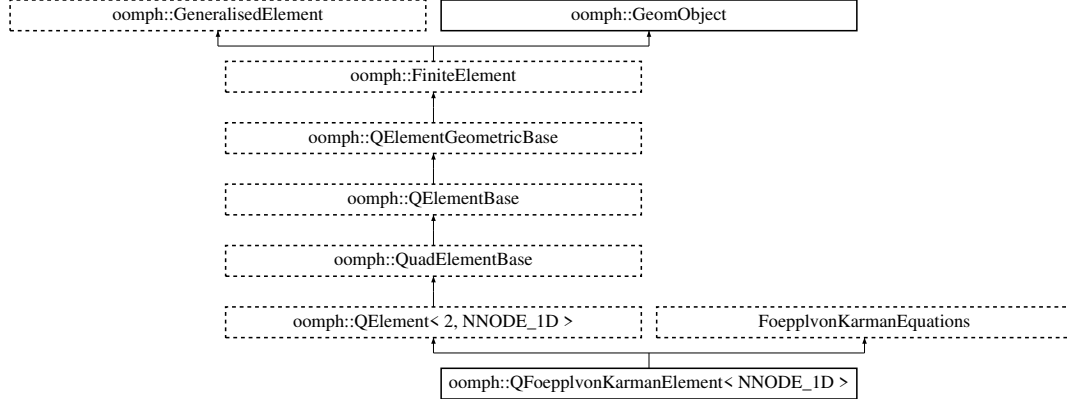 oomph::GeneralisedElement
oomph::GeomObject
oomph::FiniteElement
oomph::QElementGeometricBase
oomph::QElementBase
oomph::QuadElementBase
oomph::QElement< 2, NNODE_1D >
FoepplvonKarmanEquations
oomph::QFoepplvonKarmanElement< NNODE_1D >